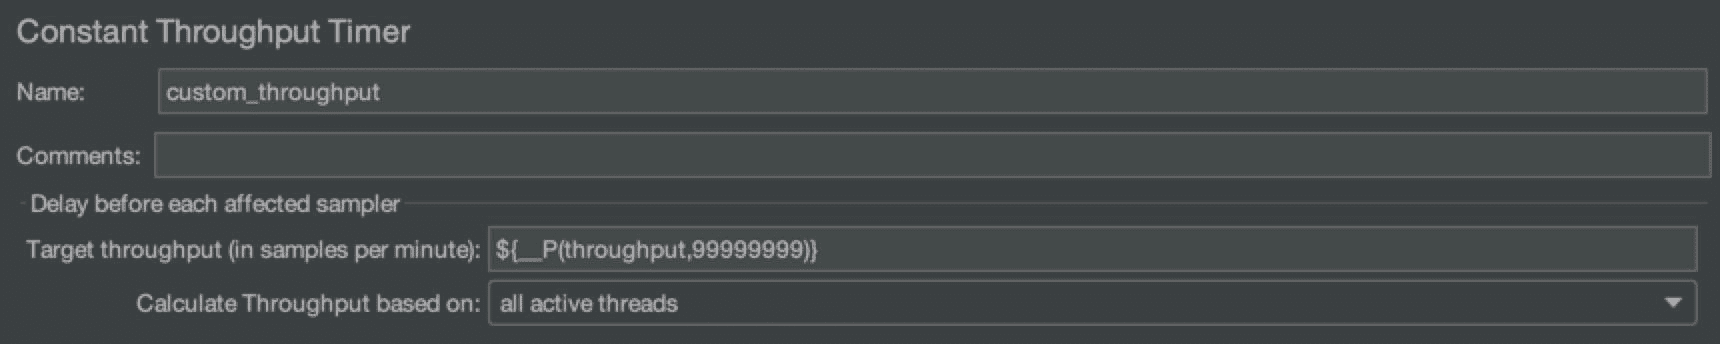 Constant Throughput Timer
Name: custom_throughput
Comments:
Delay before each affected sampler
Target throughput (in samples per minute): ${__P(throughput,99999999)}
Calculate Throughput based on: all active threads